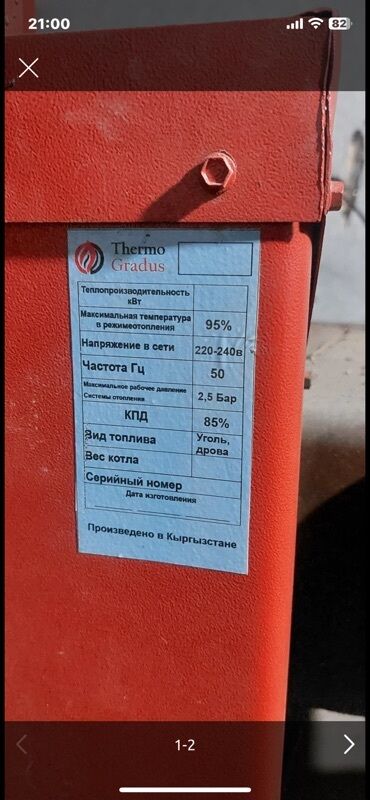 21:00
82
Thermo
Gradus
Теплопроизводительность
кВт
Максимальная температура
в режимеотопления
95%
Напряжение в сети
220-240в
Частота Гц
50
Максимальное рабочее давление
Системы отопления
2,5 Бар
КПД
85%
Вид топлива
Уголь,
дрова
Вес котла
Серийный номер
Дата изготовления
Произведено в Кыргызстане
1-2